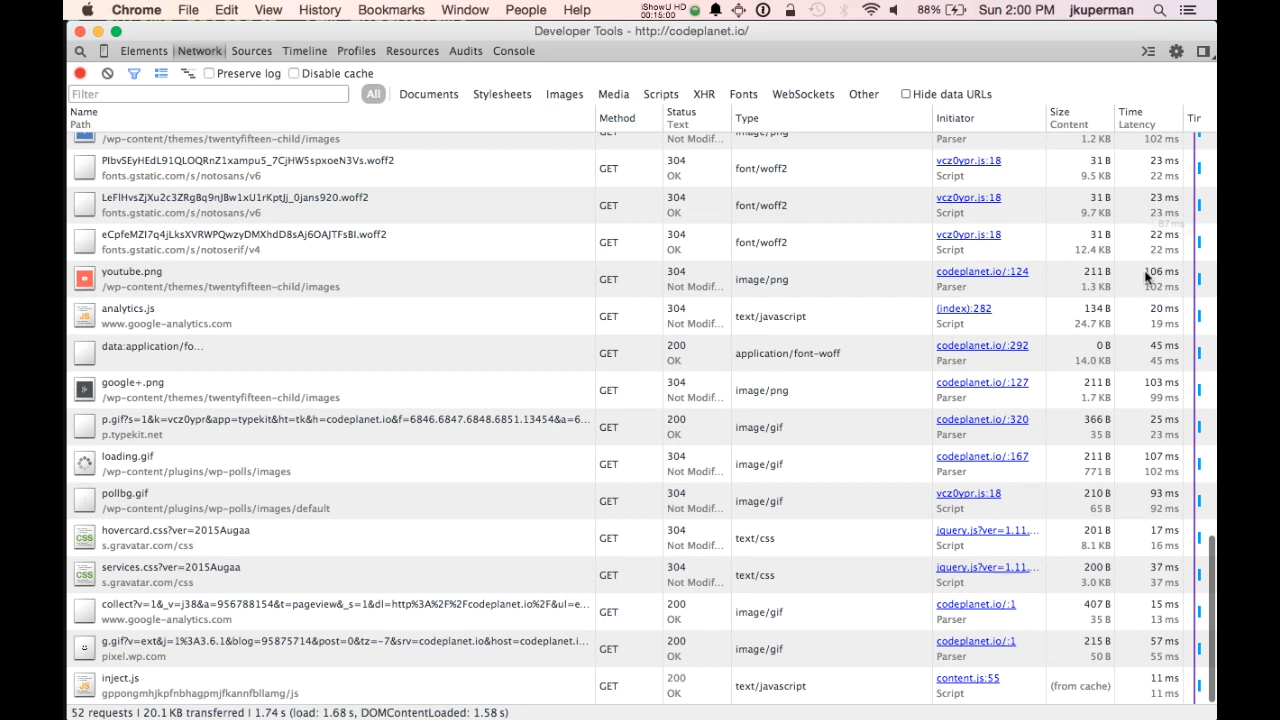 Chrome File Edit View History Bookmarks Window People Help iShowU 00:15:00 88% Sun 2:00 PM jkuperman
Developer Tools - http://codeplanet.io/
Elements Network Sources Timeline Profiles Resources Audits Console
Preserve log Disable cache
Filter All Documents Stylesheets Images Media Scripts XHR Fonts WebSockets Other Hide data URLs
Name Status Size Time
Path Method Text Type Initiator Content Latency Tir
/wp-content/themes/twentyfifteen-child/images GET Not Modif... image/png Parser 1.2 KB 102 ms
PIbvSEyHEdL91QLOQRnZ1xampu5_7CjHW5spxoeN3Vs.woff2 304 vcz0ypr.js:18 31 B 23 ms
fonts.gstatic.com/s/notosans/v6 GET OK font/woff2 Script 9.5 KB 22 ms
LeFlHvsZjXu2c3ZRgBq9nJBw1xU1rKptJj_0jans920.woff2 304 vcz0ypr.js:18 31 B 23 ms
fonts.gstatic.com/s/notosans/v6 GET OK font/woff2 Script 9.7 KB 23 ms
87ms
eCpfeMZI7q4jLksXVRWPQwzyDMXhdD8sAj6OAJTFsBI.woff2 304 vcz0ypr.js:18 31 B 22 ms
fonts.gstatic.com/s/notoserif/v4 GET OK font/woff2 Script 12.4 KB 22 ms
youtube.png 304 codeplanet.io/:124 211 B 106 ms
/wp-content/themes/twentyfifteen-child/images GET Not Modif... image/png Parser 1.3 KB 102 ms
analytics.js 304 (index):282 134 B 20 ms
www.google-analytics.com GET Not Modif... text/javascript Script 24.7 KB 19 ms
data:application/fo... 200 codeplanet.io/:292 0 B 45 ms
GET OK application/font-woff Parser 14.0 KB 45 ms
google+.png 304 codeplanet.io/:127 211 B 103 ms
/wp-content/themes/twentyfifteen-child/images GET Not Modif... image/png Parser 1.7 KB 99 ms
p.gif?s=1&k=vcz0ypr&app=typekit&ht=tk&h=codeplanet.io&f=6846.6847.6848.6851.13454&a=6... 200 codeplanet.io/:320 366 B 25 ms
p.typekit.net GET OK image/gif Parser 35 B 23 ms
loading.gif 304 codeplanet.io/:167 211 B 107 ms
/wp-content/plugins/wp-polls/images GET Not Modif... image/gif Parser 771 B 102 ms
pollbg.gif 304 vcz0ypr.js:18 210 B 93 ms
/wp-content/plugins/wp-polls/images/default GET Not Modif... image/gif Script 65 B 92 ms
hovercard.css?ver=2015Augaa 304 jquery.js?ver=1.11.... 201 B 17 ms
s.gravatar.com/css GET Not Modif... text/css Script 8.1 KB 16 ms
services.css?ver=2015Augaa 304 jquery.js?ver=1.11.... 200 B 37 ms
s.gravatar.com/css GET Not Modif... text/css Script 3.0 KB 37 ms
collect?v=1&_v=j38&a=956788154&t=pageview&_s=1&dl=http%3A%2F%2Fcodeplanet.io%2F&ul=e... 200 codeplanet.io/:1 407 B 15 ms
www.google-analytics.com GET OK image/gif Parser 35 B 13 ms
g.gif?v=ext&j=1%3A3.6.1&blog=95875714&post=0&tz=-7&srv=codeplanet.io&host=codeplanet.i... 200 codeplanet.io/:1 215 B 57 ms
pixel.wp.com GET OK image/gif Parser 50 B 55 ms
inject.js 200 content.js:55 (from cache) 11 ms
gppongmhjkpfnbhagpmjfkannfbllamg/js GET OK text/javascript Script 11 ms
52 requests | 20.1 KB transferred | 1.74 s (load: 1.68 s, DOMContentLoaded: 1.58 s)